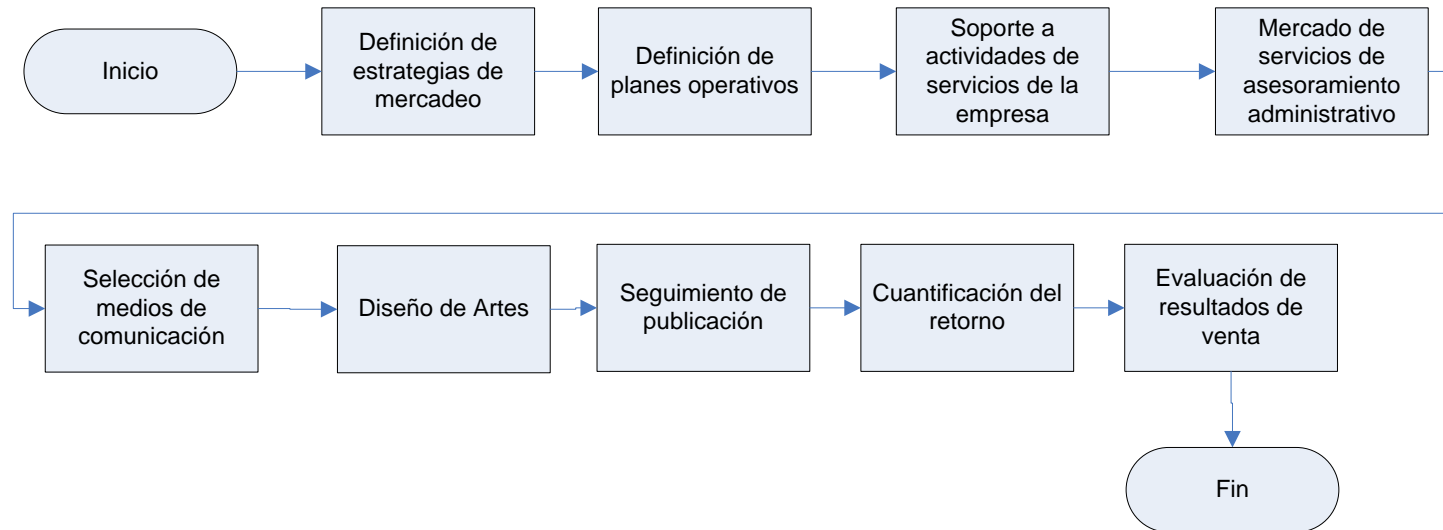 Inicio
Definición de
estrategias de
mercadeo
Definición de
planes operativos
Soporte a
actividades de
servicios de la
empresa
Mercado de
servicios de
asesoramiento
administrativo
Selección de
medios de
comunicación
Diseño de Artes
Seguimiento de
publicación
Cuantificación del
retorno
Evaluación de
resultados de
venta
Fin